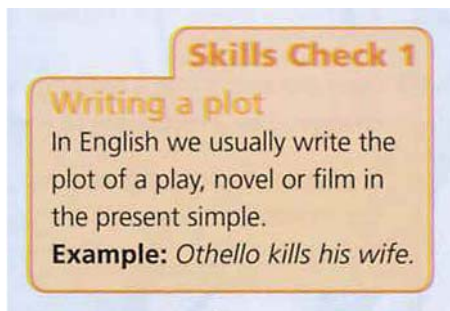 Skills Check 1
Writing a plot
In English we usually write the
plot of a play, novel or film in
the present simple.
Example: Othello kills his wife.